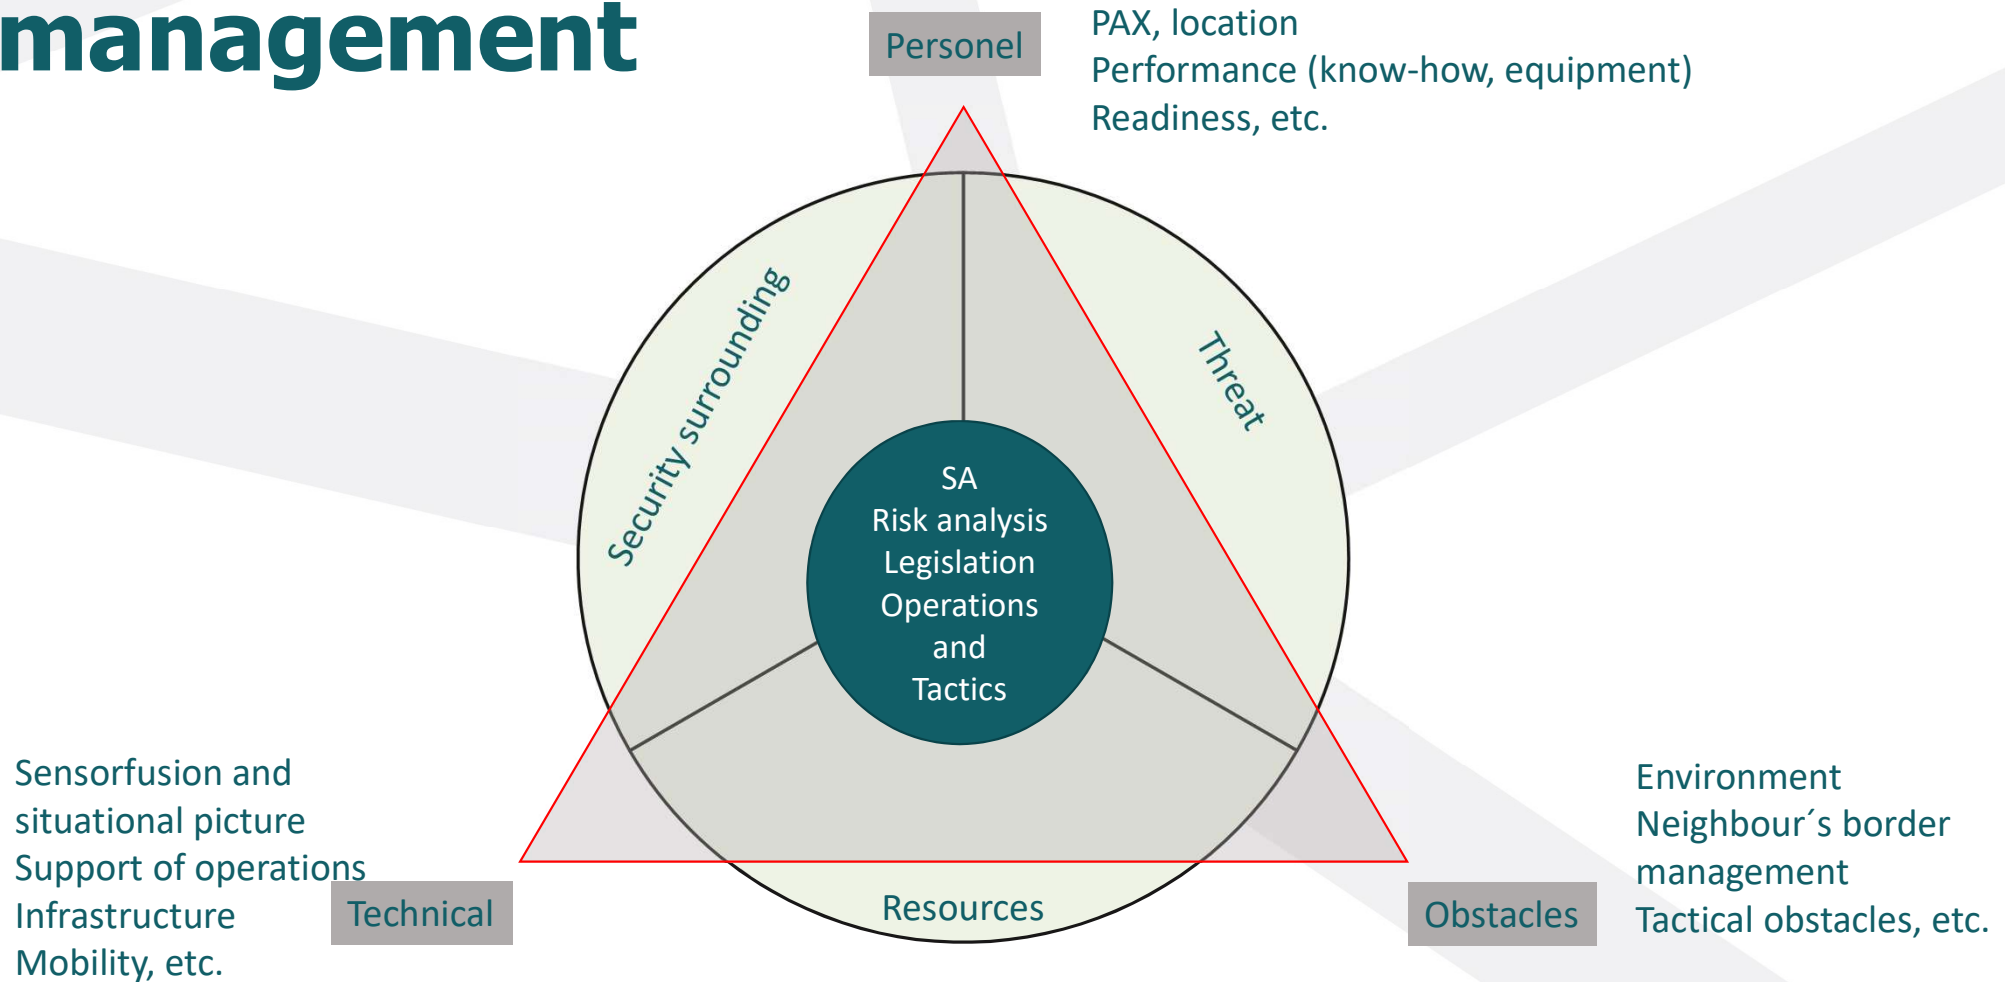 management
Personel
PAX, location
Performance (know-how, equipment)
Readiness, etc.
Security surrounding
Threat
SA
Risk analysis
Legislation
Operations
and
Tactics
Resources
Sensorfusion and
situational picture
Support of operations
Infrastructure
Mobility, etc.
Technical
Obstacles
Environment
Neighbour´s border
management
Tactical obstacles, etc.